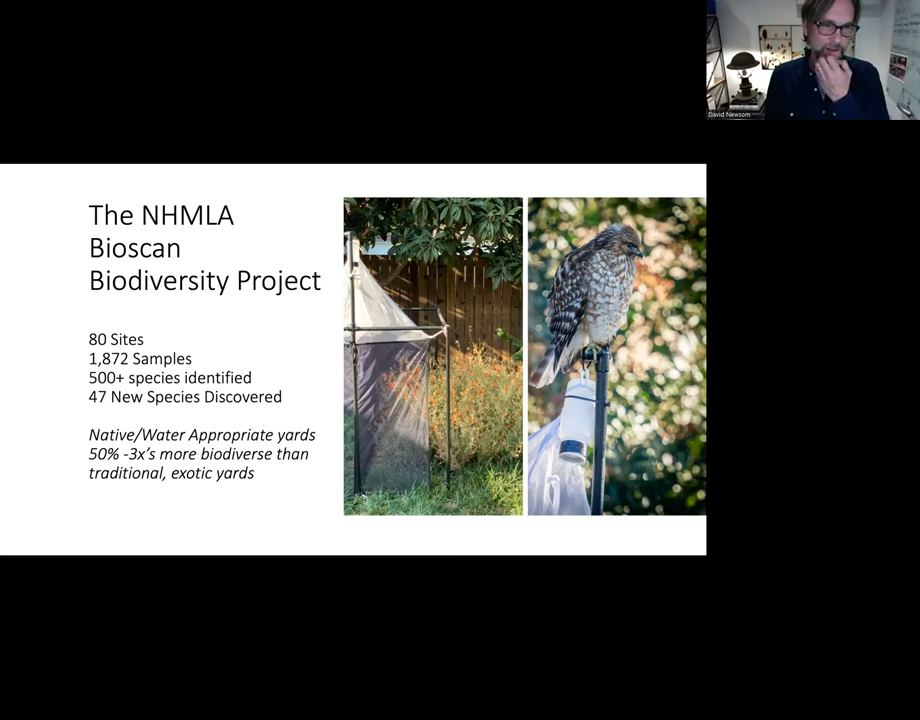 David Newsom
The NHMLA
Bioscan
Biodiversity Project
80 Sites
1,872 Samples
500+ species identified
47 New Species Discovered
Native/Water Appropriate yards
50% -3x's more biodiverse than
traditional, exotic yards